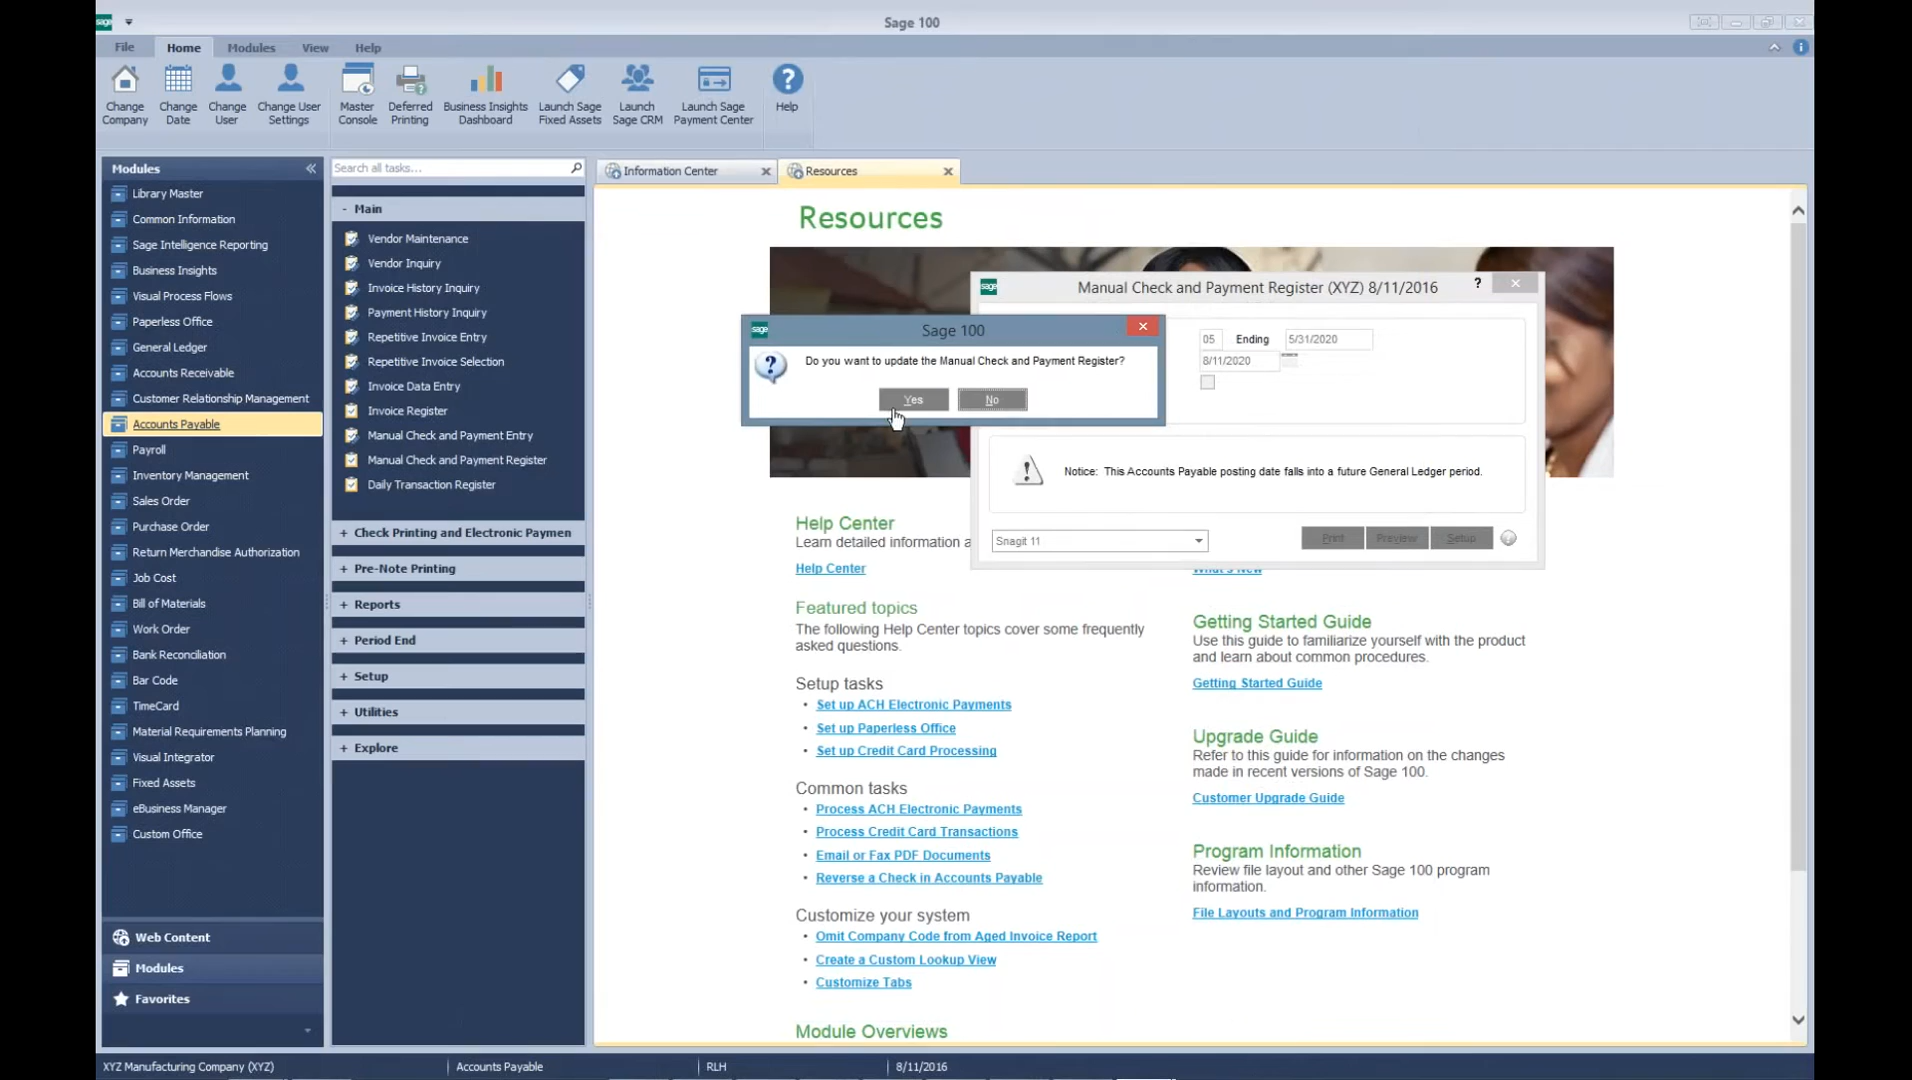 sage
Sage 100
File
Home
Modules
View
Help
Change Company
Change Date
Change User
Change User Settings
Master Console
Deferred Printing
Business Insights Dashboard
Launch Sage Fixed Assets
Launch Sage CRM
Launch Sage Payment Center
Help
Modules
Library Master
Common Information
Sage Intelligence Reporting
Business Insights
Visual Process Flows
Paperless Office
General Ledger
Accounts Receivable
Customer Relationship Management
Accounts Payable
Payroll
Inventory Management
Sales Order
Purchase Order
Return Merchandise Authorization
Job Cost
Bill of Materials
Work Order
Bank Reconciliation
Bar Code
TimeCard
Material Requirements Planning
Visual Integrator
Fixed Assets
eBusiness Manager
Custom Office
Web Content
Modules
Favorites
Search all tasks...
- Main
Vendor Maintenance
Vendor Inquiry
Invoice History Inquiry
Payment History Inquiry
Repetitive Invoice Entry
Repetitive Invoice Selection
Invoice Data Entry
Invoice Register
Manual Check and Payment Entry
Manual Check and Payment Register
Daily Transaction Register
+ Check Printing and Electronic Paymen
+ Pre-Note Printing
+ Reports
+ Period End
+ Setup
+ Utilities
+ Explore
Information Center
Resources
Resources
sage
Manual Check and Payment Register (XYZ) 8/11/2016
?
05 Ending 5/31/2020
8/11/2020
sage
Sage 100
Do you want to update the Manual Check and Payment Register?
Yes
No
Notice: This Accounts Payable posting date falls into a future General Ledger period.
Snagit 11
Print
Preview
Setup
Help Center
Learn detailed information a
Help Center
What's New
Featured topics
The following Help Center topics cover some frequently
asked questions.
Setup tasks
• Set up ACH Electronic Payments
• Set up Paperless Office
• Set up Credit Card Processing
Common tasks
• Process ACH Electronic Payments
• Process Credit Card Transactions
• Email or Fax PDF Documents
• Reverse a Check in Accounts Payable
Customize your system
• Omit Company Code from Aged Invoice Report
• Create a Custom Lookup View
• Customize Tabs
Module Overviews
Getting Started Guide
Use this guide to familiarize yourself with the product
and learn about common procedures.
Getting Started Guide
Upgrade Guide
Refer to this guide for information on the changes
made in recent versions of Sage 100.
Customer Upgrade Guide
Program Information
Review file layout and other Sage 100 program
information.
File Layouts and Program Information
XYZ Manufacturing Company (XYZ)
Accounts Payable
RLH
8/11/2016